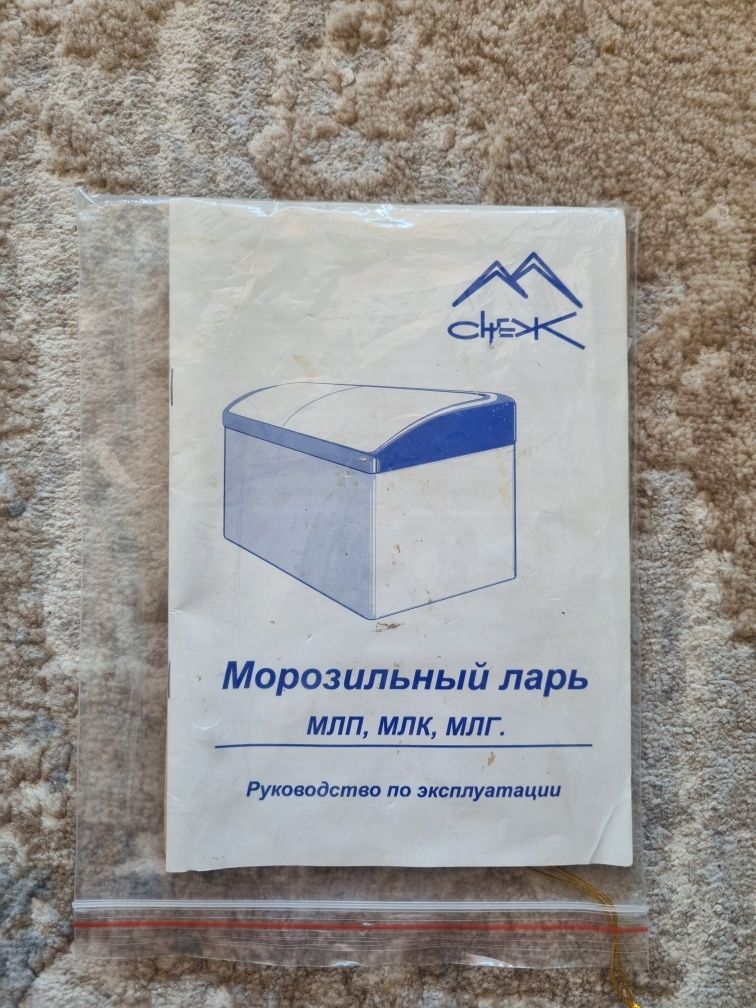 СНЕЖ
Морозильный ларь
МЛП, МЛК, МЛГ.
Руководство по эксплуатации